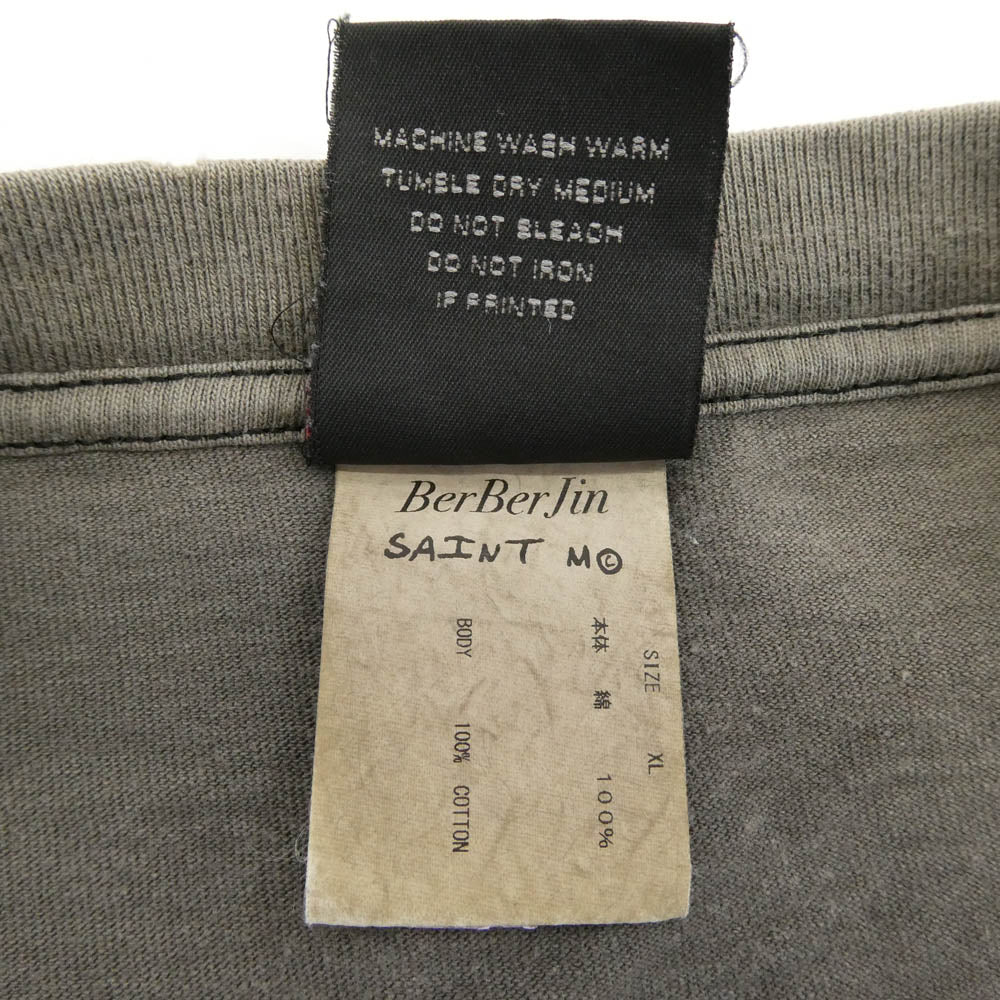 MACHINE WASH WARM
TUMBLE DRY MEDIUM
DO NOT BLEACH
DO NOT IRON
IF PRINTED
BerBerJin
SAINT M©
SIZE XL
本体 綿 100%
BODY 100% COTTON